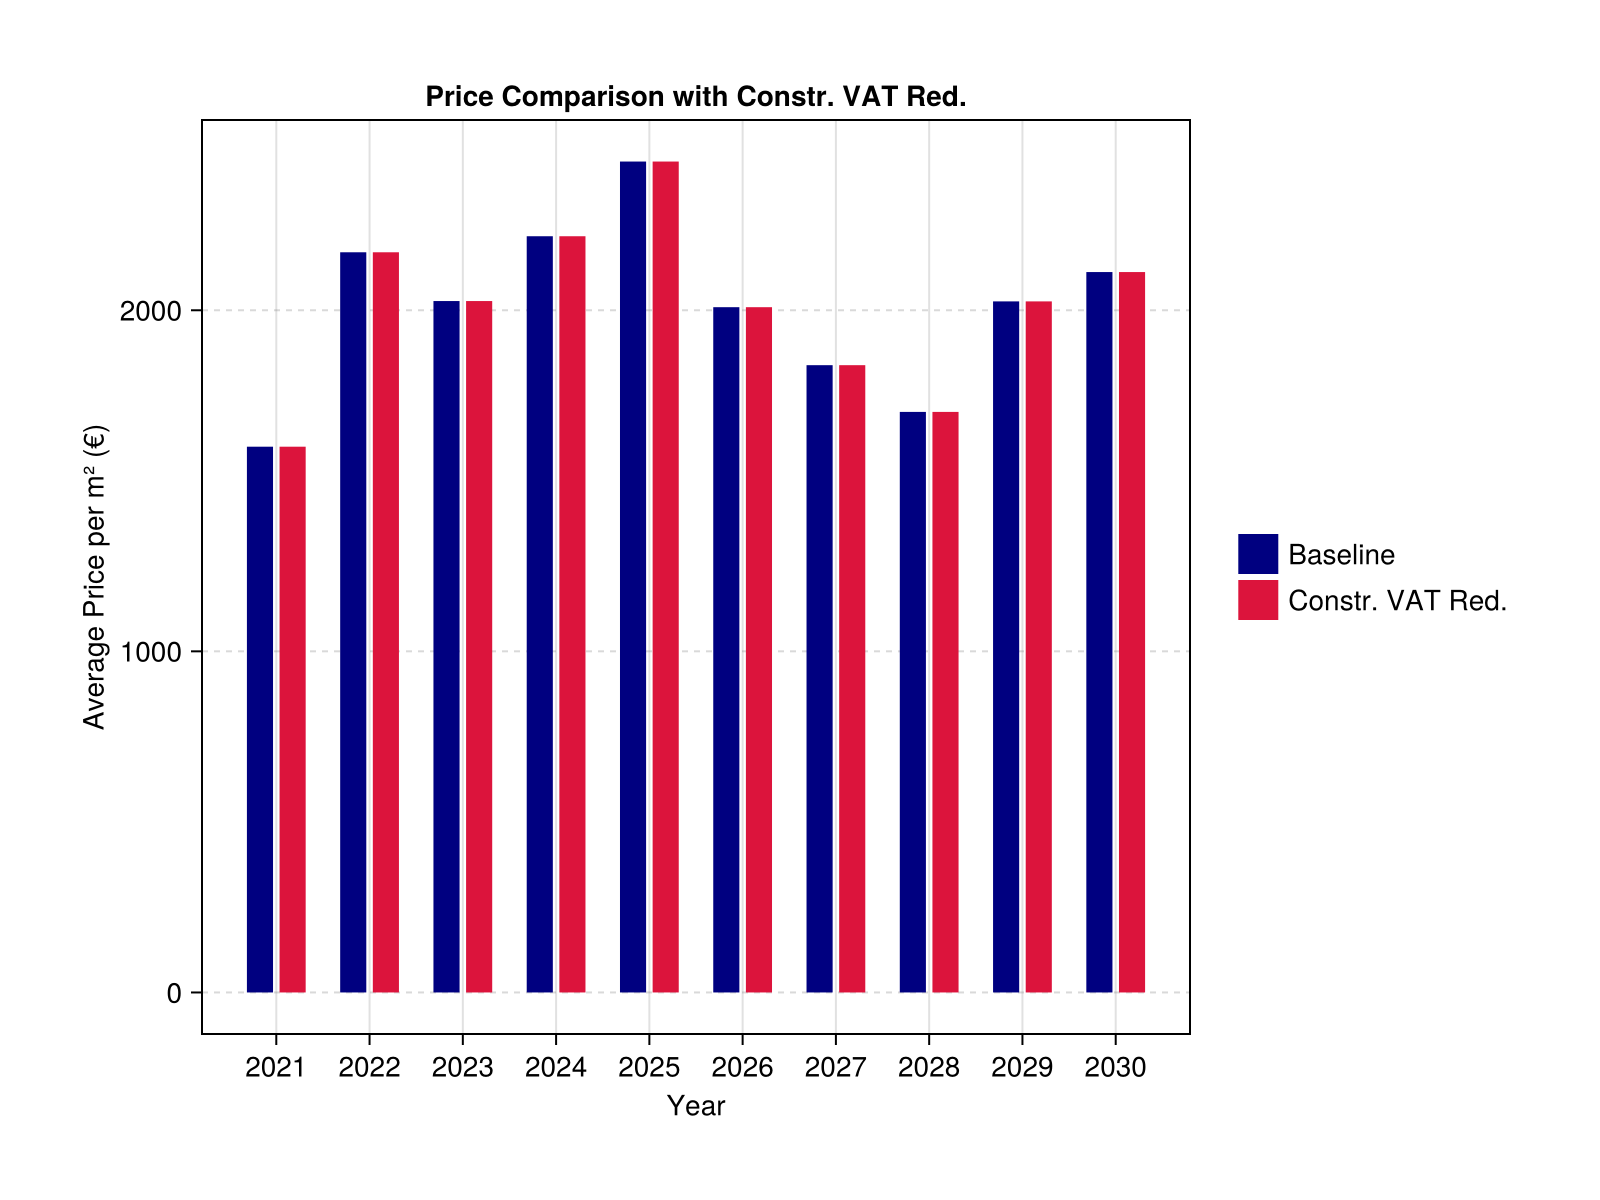 Price Comparison with Constr. VAT Red.
Average Price per m² (€)
2000
1000
0
2021 2022 2023 2024 2025 2026 2027 2028 2029 2030
Year
Baseline
Constr. VAT Red.